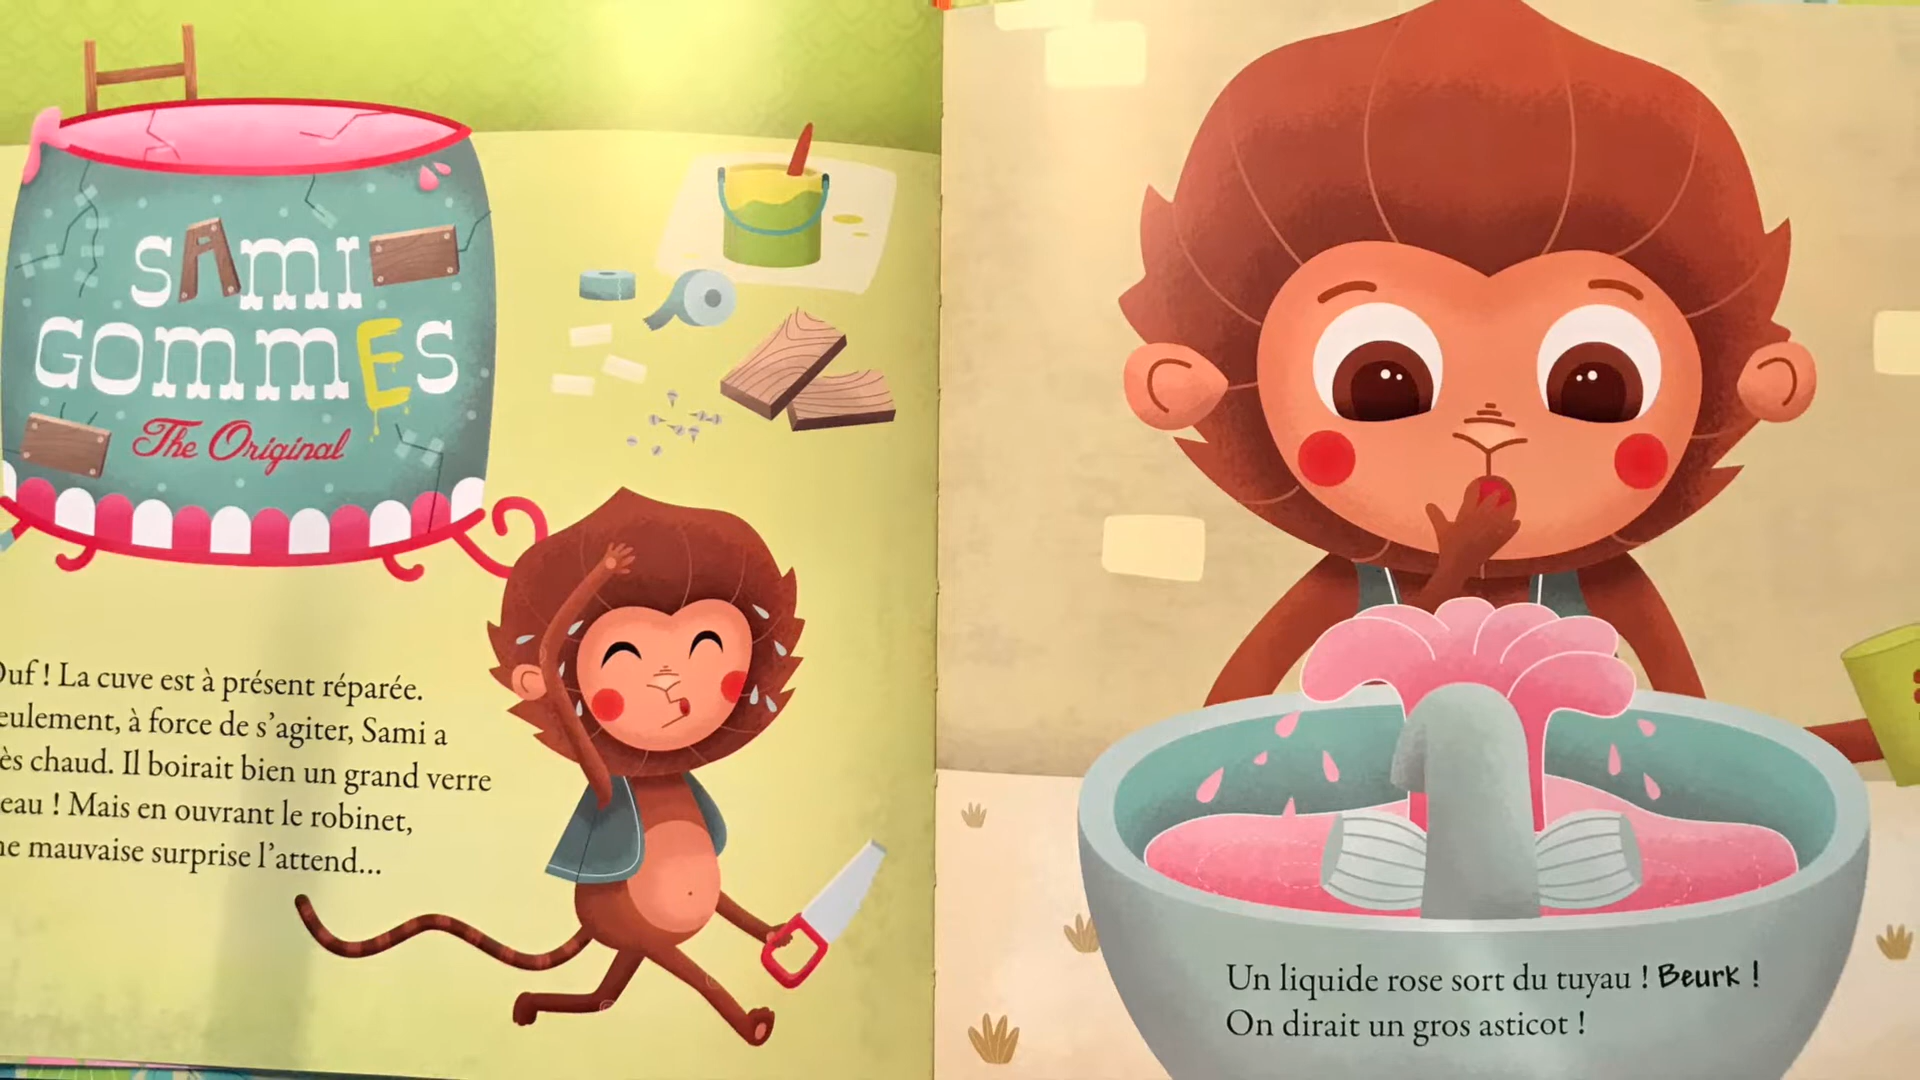 SAMI
GOMMES
The Original
Ouf ! La cuve est à présent réparée.
eulement, à force de s'agiter, Sami a
ès chaud. Il boirait bien un grand verre
eau ! Mais en ouvrant le robinet,
ne mauvaise surprise l'attend...
Un liquide rose sort du tuyau ! Beurk !
On dirait un gros asticot !